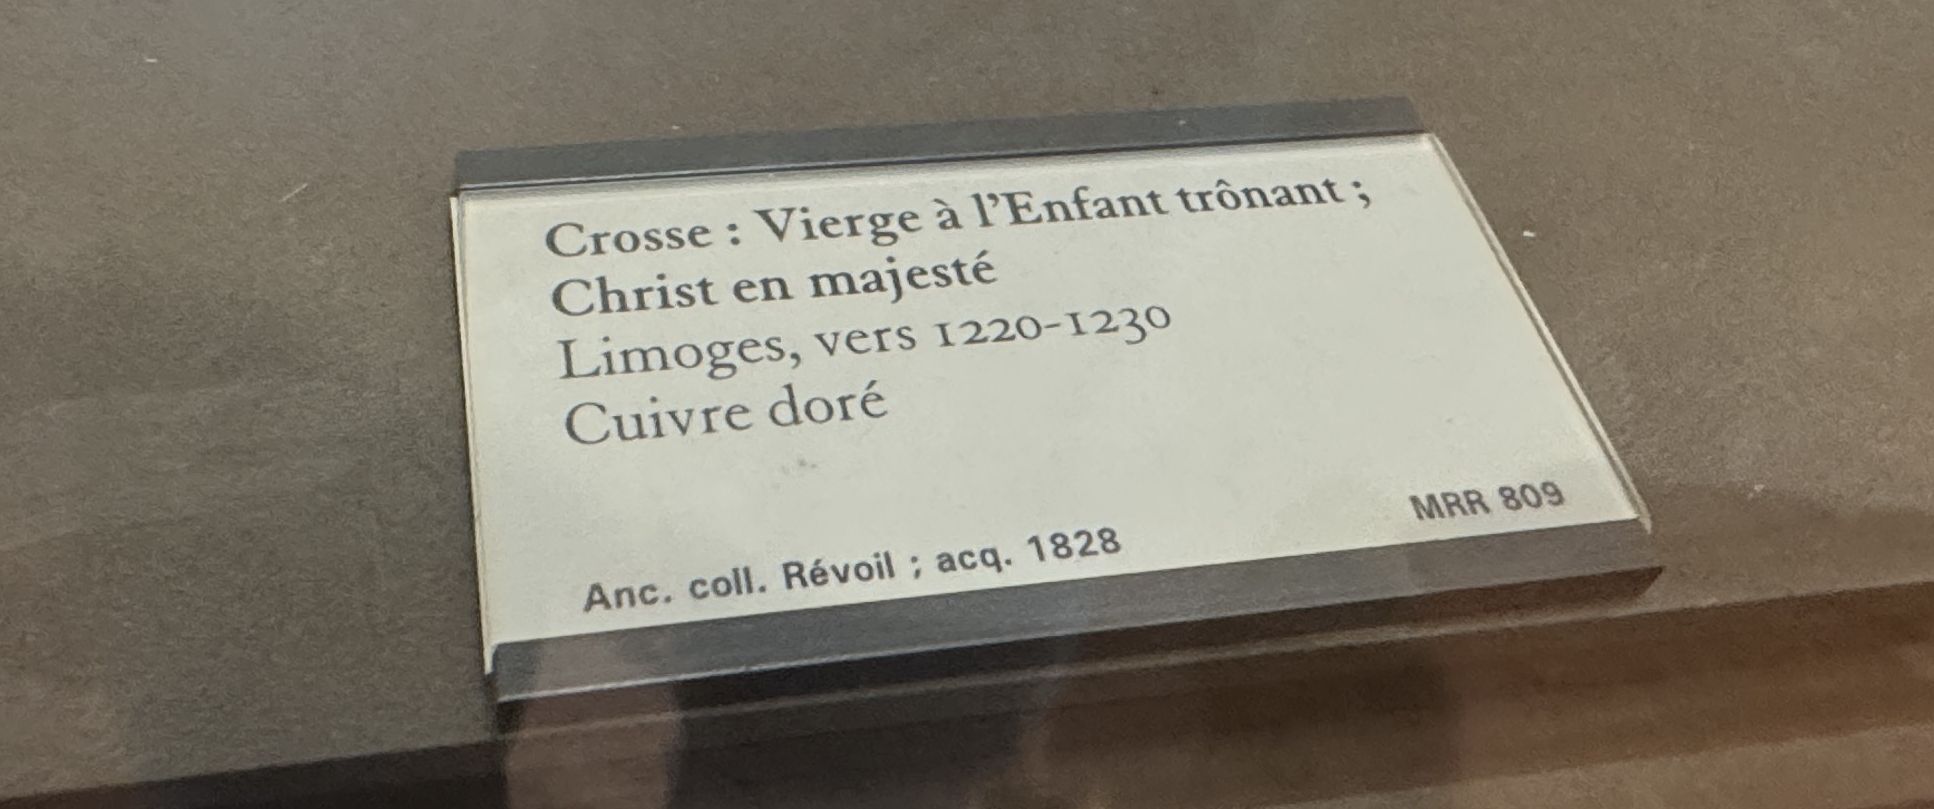 Crosse : Vierge à l’Enfant trônant ;
Christ en majesté
Limoges, vers 1220-1230
Cuivre doré
MRR 809
Anc. coll. Révoil ; acq. 1828